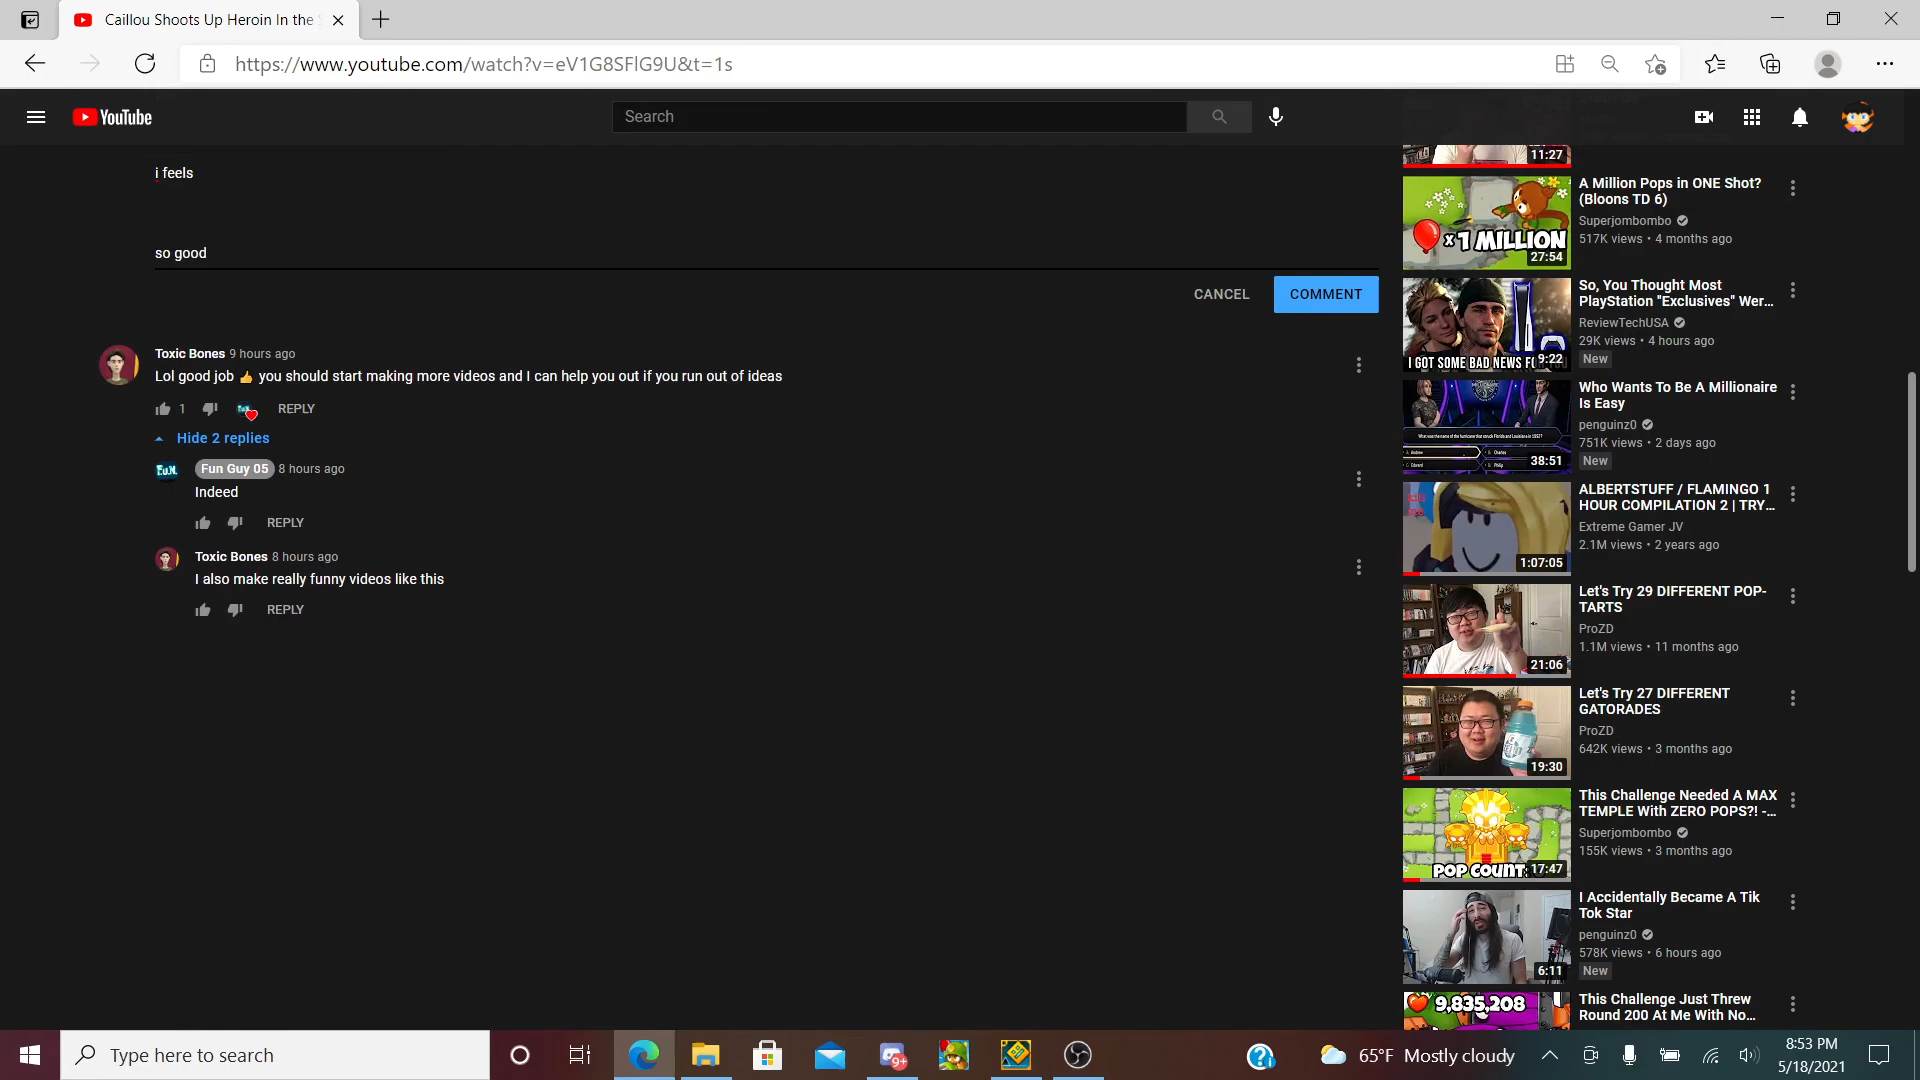 Caillou Shoots Up Heroin In the
https://www.youtube.com/watch?v=eV1G8SFlG9U&t=1s
YouTube
Search
i feels
so good
CANCEL
COMMENT
Toxic Bones 9 hours ago
Lol good job 👍 you should start making more videos and I can help you out if you run out of ideas
1
REPLY
Hide 2 replies
Fun Guy 05 8 hours ago
Indeed
REPLY
Toxic Bones 8 hours ago
I also make really funny videos like this
REPLY
11:27
x 1 MILLION
27:54
A Million Pops in ONE Shot?
(Bloons TD 6)
Superjombombo
517K views • 4 months ago
I GOT SOME BAD NEWS FOR YOU
9:22
So, You Thought Most
PlayStation "Exclusives" Wer...
ReviewTechUSA
29K views • 4 hours ago
New
38:51
Who Wants To Be A Millionaire
Is Easy
penguinz0
751K views • 2 days ago
New
1:07:05
ALBERTSTUFF / FLAMINGO 1
HOUR COMPILATION 2 | TRY...
Extreme Gamer JV
2.1M views • 2 years ago
21:06
Let's Try 29 DIFFERENT POP-
TARTS
ProZD
1.1M views • 11 months ago
19:30
Let's Try 27 DIFFERENT
GATORADES
ProZD
642K views • 3 months ago
POP COUNT:
17:47
This Challenge Needed A MAX
TEMPLE With ZERO POPS?! -...
Superjombombo
155K views • 3 months ago
6:11
I Accidentally Became A Tik
Tok Star
penguinz0
578K views • 6 hours ago
New
9,835,208
This Challenge Just Threw
Round 200 At Me With No...
Type here to search
9+
65°F Mostly cloudy
8:53 PM
5/18/2021